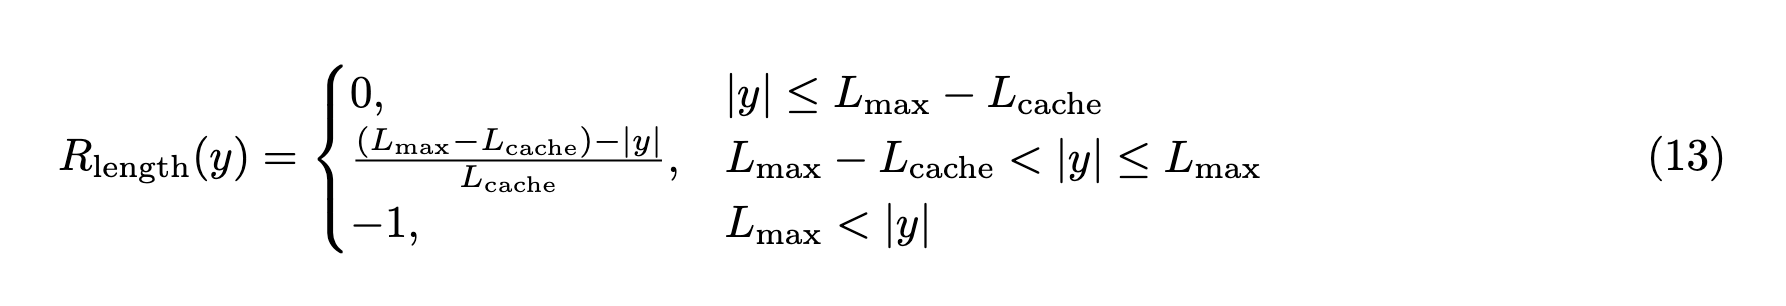 R_length(y) = { 0, |y| ≤ L_max − L_cache
((L_max−L_cache)−|y|)/L_cache, L_max − L_cache < |y| ≤ L_max (13)
−1, L_max < |y|